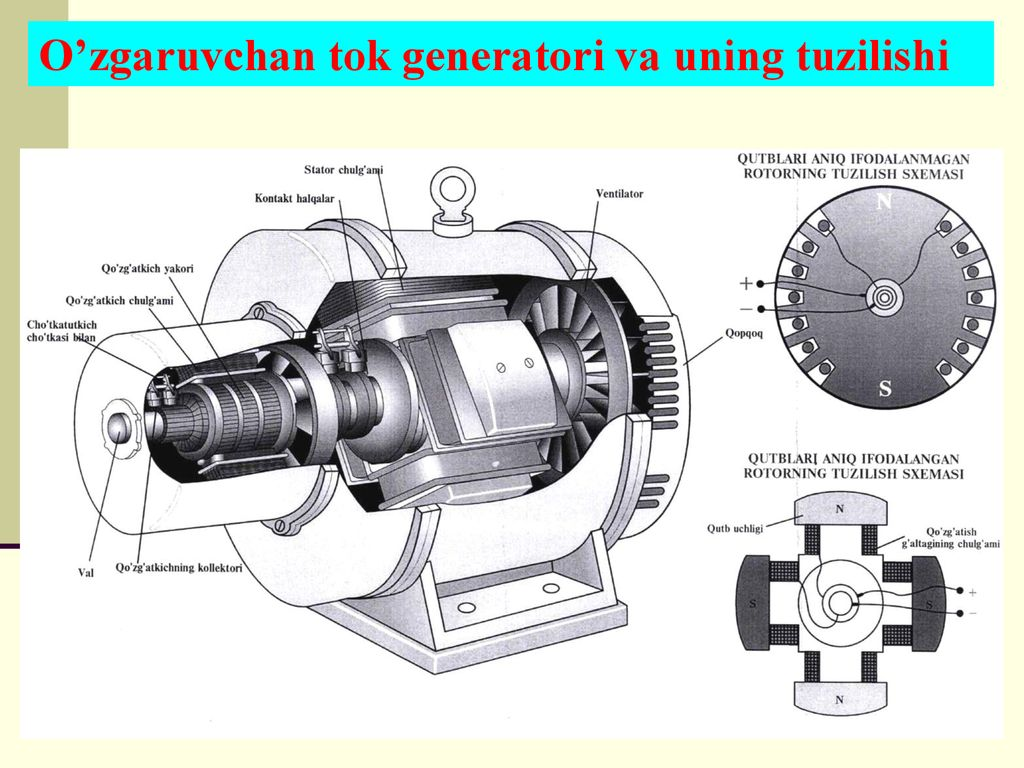 O’zgaruvchan tok generatori va uning tuzilishi
Stator chulg'ami
Kontakt halqalar
Ventilator
Qo'zg'atkich yakori
Qo'zg'atkich chulg'ami
Cho'tkatutkich
cho'tkasi bilan
Qopqoq
Val
Qo'zg'atkichning kollektori
QUTBLARI ANIQ IFODALANMAGAN
ROTORNING TUZILISH SXEMASI
N
+
−
S
QUTBLARI ANIQ IFODALANGAN
ROTORNING TUZILISH SXEMASI
N
Qutb uchligi
Qo'zg'atish
g'altagining chulg'ami
S
S
+
−
N